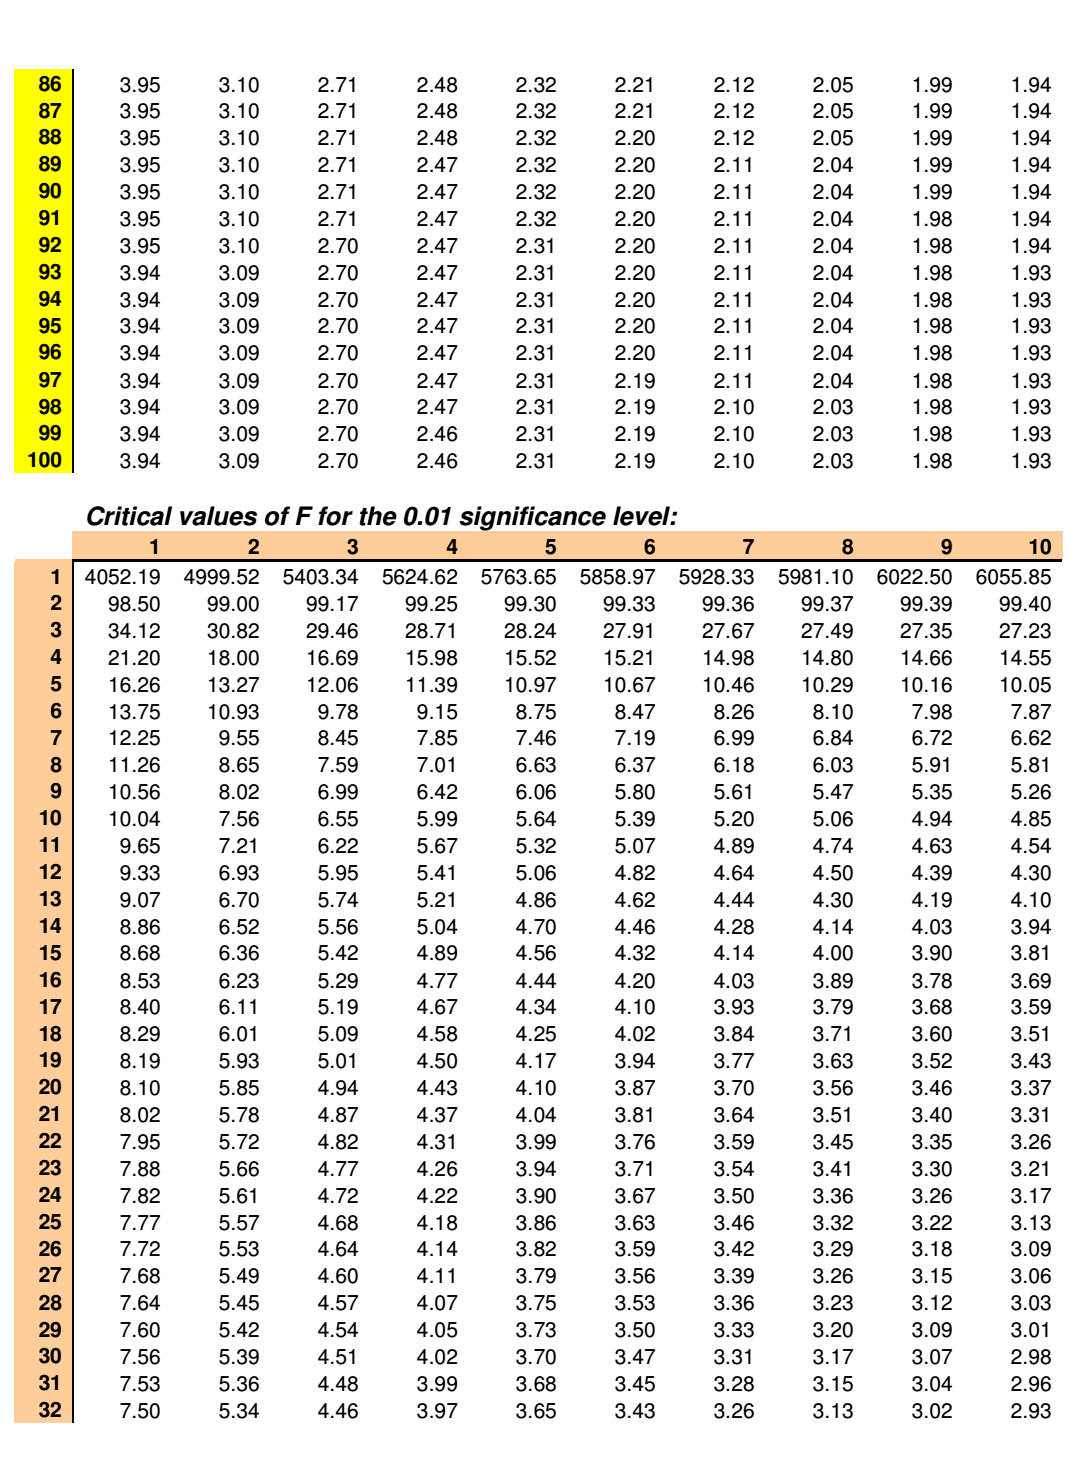 86 3.95 3.10 2.71 2.48 2.32 2.21 2.12 2.05 1.99 1.94
87 3.95 3.10 2.71 2.48 2.32 2.21 2.12 2.05 1.99 1.94
88 3.95 3.10 2.71 2.48 2.32 2.20 2.12 2.05 1.99 1.94
89 3.95 3.10 2.71 2.47 2.32 2.20 2.11 2.04 1.99 1.94
90 3.95 3.10 2.71 2.47 2.32 2.20 2.11 2.04 1.99 1.94
91 3.95 3.10 2.71 2.47 2.32 2.20 2.11 2.04 1.98 1.94
92 3.95 3.10 2.70 2.47 2.31 2.20 2.11 2.04 1.98 1.94
93 3.94 3.09 2.70 2.47 2.31 2.20 2.11 2.04 1.98 1.93
94 3.94 3.09 2.70 2.47 2.31 2.20 2.11 2.04 1.98 1.93
95 3.94 3.09 2.70 2.47 2.31 2.20 2.11 2.04 1.98 1.93
96 3.94 3.09 2.70 2.47 2.31 2.20 2.11 2.04 1.98 1.93
97 3.94 3.09 2.70 2.47 2.31 2.19 2.11 2.04 1.98 1.93
98 3.94 3.09 2.70 2.47 2.31 2.19 2.10 2.03 1.98 1.93
99 3.94 3.09 2.70 2.46 2.31 2.19 2.10 2.03 1.98 1.93
100 3.94 3.09 2.70 2.46 2.31 2.19 2.10 2.03 1.98 1.93
Critical values of F for the 0.01 significance level:
1 2 3 4 5 6 7 8 9 10
1 4052.19 4999.52 5403.34 5624.62 5763.65 5858.97 5928.33 5981.10 6022.50 6055.85
2 98.50 99.00 99.17 99.25 99.30 99.33 99.36 99.37 99.39 99.40
3 34.12 30.82 29.46 28.71 28.24 27.91 27.67 27.49 27.35 27.23
4 21.20 18.00 16.69 15.98 15.52 15.21 14.98 14.80 14.66 14.55
5 16.26 13.27 12.06 11.39 10.97 10.67 10.46 10.29 10.16 10.05
6 13.75 10.93 9.78 9.15 8.75 8.47 8.26 8.10 7.98 7.87
7 12.25 9.55 8.45 7.85 7.46 7.19 6.99 6.84 6.72 6.62
8 11.26 8.65 7.59 7.01 6.63 6.37 6.18 6.03 5.91 5.81
9 10.56 8.02 6.99 6.42 6.06 5.80 5.61 5.47 5.35 5.26
10 10.04 7.56 6.55 5.99 5.64 5.39 5.20 5.06 4.94 4.85
11 9.65 7.21 6.22 5.67 5.32 5.07 4.89 4.74 4.63 4.54
12 9.33 6.93 5.95 5.41 5.06 4.82 4.64 4.50 4.39 4.30
13 9.07 6.70 5.74 5.21 4.86 4.62 4.44 4.30 4.19 4.10
14 8.86 6.52 5.56 5.04 4.70 4.46 4.28 4.14 4.03 3.94
15 8.68 6.36 5.42 4.89 4.56 4.32 4.14 4.00 3.90 3.81
16 8.53 6.23 5.29 4.77 4.44 4.20 4.03 3.89 3.78 3.69
17 8.40 6.11 5.19 4.67 4.34 4.10 3.93 3.79 3.68 3.59
18 8.29 6.01 5.09 4.58 4.25 4.02 3.84 3.71 3.60 3.51
19 8.19 5.93 5.01 4.50 4.17 3.94 3.77 3.63 3.52 3.43
20 8.10 5.85 4.94 4.43 4.10 3.87 3.70 3.56 3.46 3.37
21 8.02 5.78 4.87 4.37 4.04 3.81 3.64 3.51 3.40 3.31
22 7.95 5.72 4.82 4.31 3.99 3.76 3.59 3.45 3.35 3.26
23 7.88 5.66 4.77 4.26 3.94 3.71 3.54 3.41 3.30 3.21
24 7.82 5.61 4.72 4.22 3.90 3.67 3.50 3.36 3.26 3.17
25 7.77 5.57 4.68 4.18 3.86 3.63 3.46 3.32 3.22 3.13
26 7.72 5.53 4.64 4.14 3.82 3.59 3.42 3.29 3.18 3.09
27 7.68 5.49 4.60 4.11 3.79 3.56 3.39 3.26 3.15 3.06
28 7.64 5.45 4.57 4.07 3.75 3.53 3.36 3.23 3.12 3.03
29 7.60 5.42 4.54 4.05 3.73 3.50 3.33 3.20 3.09 3.01
30 7.56 5.39 4.51 4.02 3.70 3.47 3.31 3.17 3.07 2.98
31 7.53 5.36 4.48 3.99 3.68 3.45 3.28 3.15 3.04 2.96
32 7.50 5.34 4.46 3.97 3.65 3.43 3.26 3.13 3.02 2.93